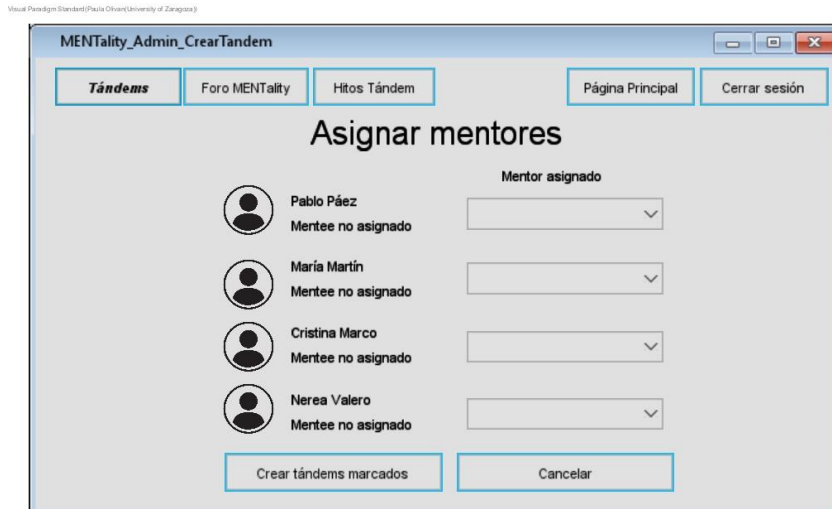 Visual Paradigm Standard(Paula Olivan(University of Zaragoza))
MENTality_Admin_CrearTandem
Tándems Foro MENTality Hitos Tándem Página Principal Cerrar sesión
Asignar mentores
Mentor asignado
Pablo Páez
Mentee no asignado
María Martín
Mentee no asignado
Cristina Marco
Mentee no asignado
Nerea Valero
Mentee no asignado
Crear tándems marcados Cancelar